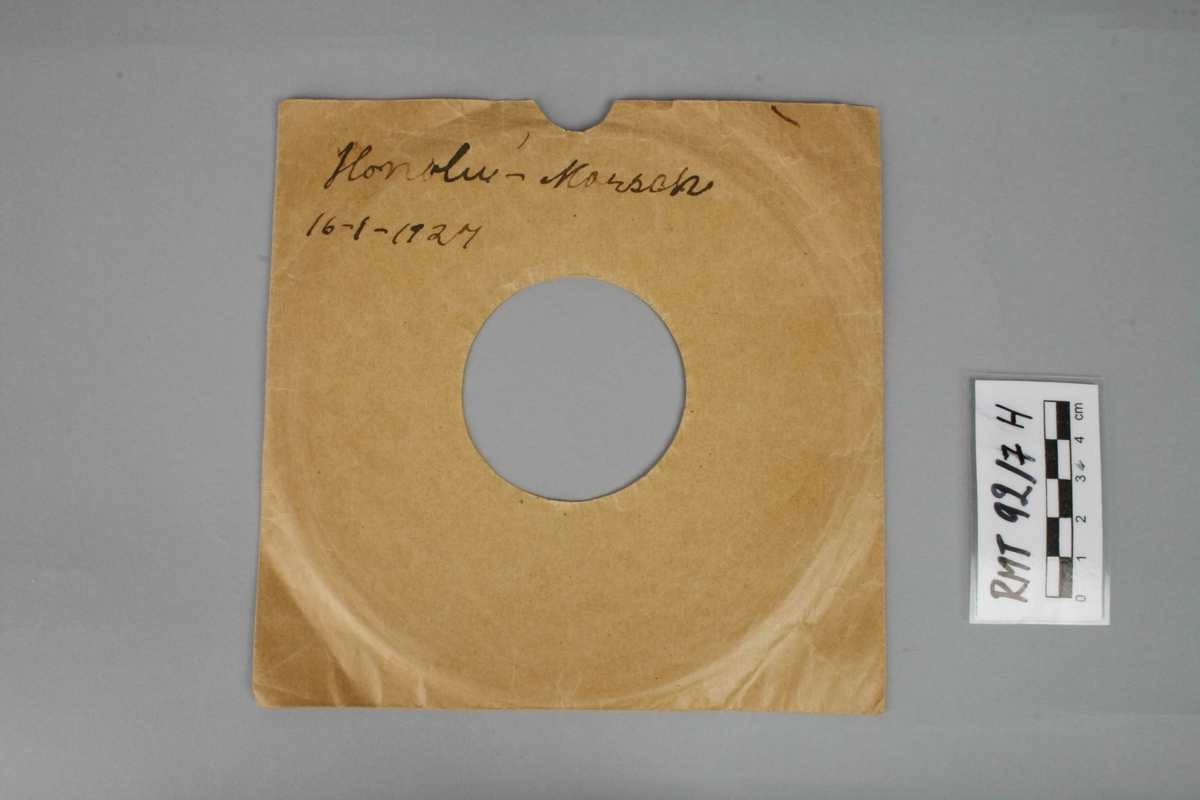 Honolu-Marsch
16-1-1927
RMT 92/7 H
0 1 2 3 4 cm